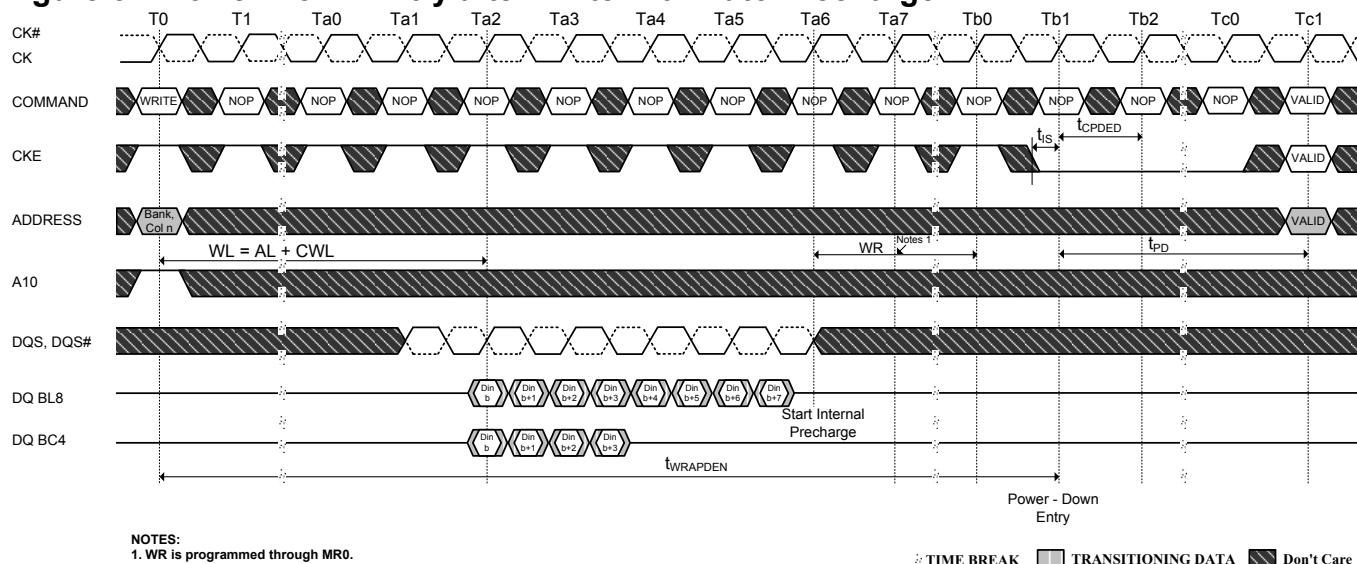 T0 T1 Ta0 Ta1 Ta2 Ta3 Ta4 Ta5 Ta6 Ta7 Tb0 Tb1 Tb2 Tc0 Tc1
CK#
CK
COMMAND WRITE NOP NOP NOP NOP NOP NOP NOP NOP NOP NOP NOP NOP NOP VALID
tIS tCPDED
CKE VALID
ADDRESS Bank, Col n VALID
WL = AL + CWL WR Notes 1 tPD
A10
DQS, DQS#
DQ BL8 Din b Din b+1 Din b+2 Din b+3 Din b+4 Din b+5 Din b+6 Din b+7
Start Internal
Precharge
DQ BC4 Din b Din b+1 Din b+2 Din b+3
tWRAPDEN
Power - Down
Entry
NOTES:
1. WR is programmed through MR0.
TIME BREAK TRANSITIONING DATA Don't Care